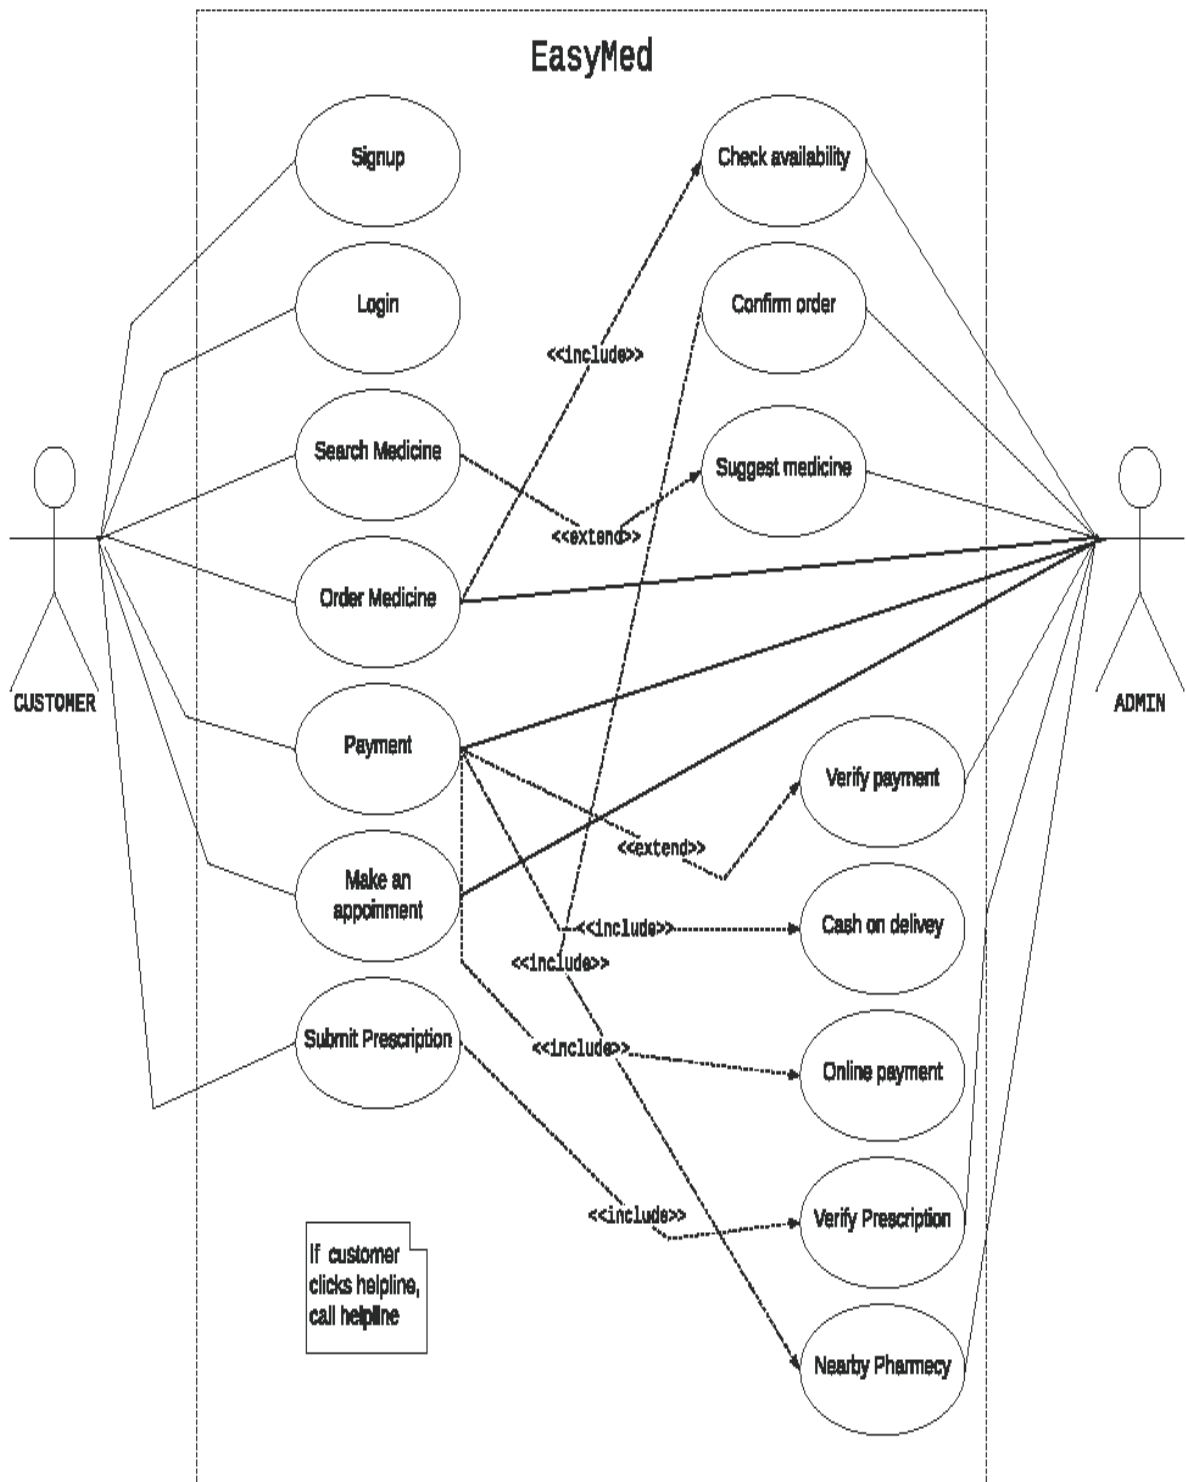 EasyMed
Signup
Check availability
Login
Confirm order
<<include>>
Search Medicine
Suggest medicine
<<extend>>
Order Medicine
CUSTOMER
ADMIN
Payment
Verify payment
<<extend>>
Make an
appoinment
Cash on delivey
<<include>>
<<include>>
Submit Prescription
<<include>>
Online payment
<<include>>
Verify Prescription
If customer
clicks helpline,
call helpline
Nearby Pharmecy